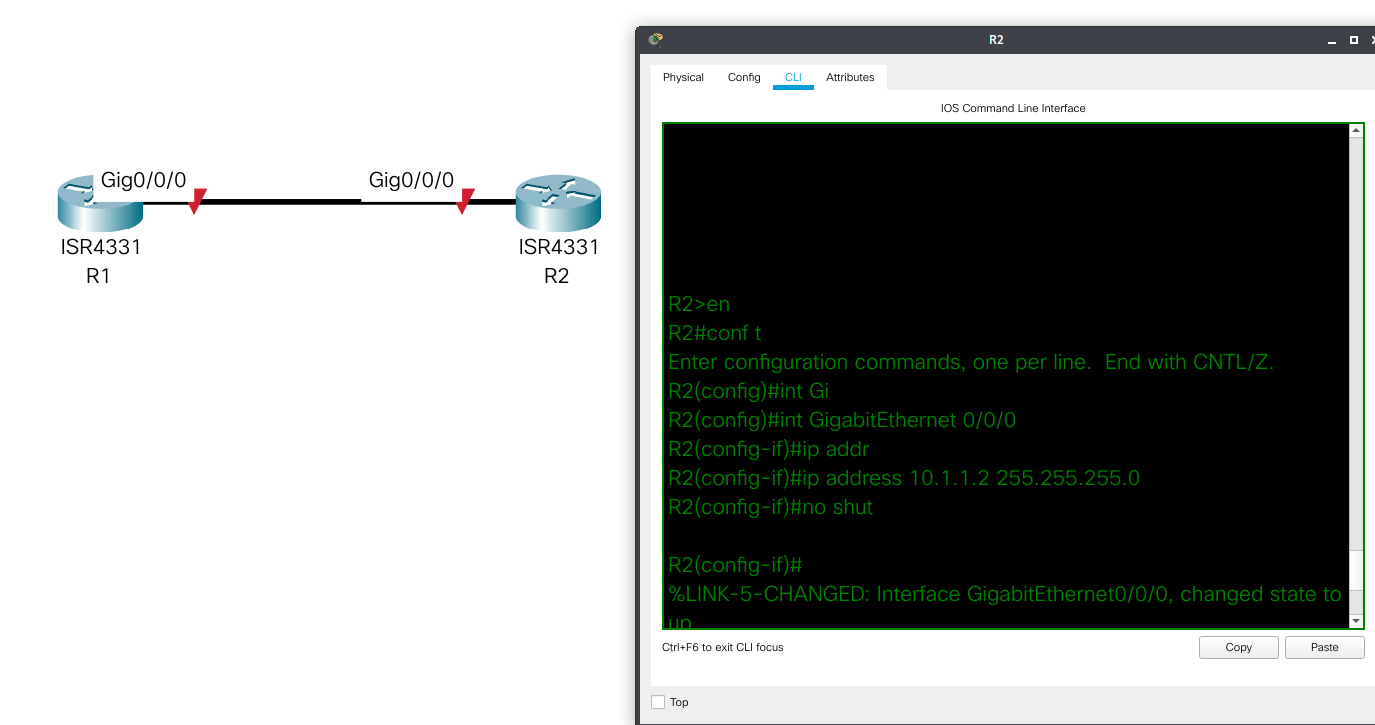 R2
Physical Config CLI Attributes
IOS Command Line Interface
Gig0/0/0 Gig0/0/0
ISR4331 ISR4331
R1 R2
R2>en
R2#conf t
Enter configuration commands, one per line.  End with CNTL/Z.
R2(config)#int Gi
R2(config)#int GigabitEthernet 0/0/0
R2(config-if)#ip addr
R2(config-if)#ip address 10.1.1.2 255.255.255.0
R2(config-if)#no shut
R2(config-if)#
%LINK-5-CHANGED: Interface GigabitEthernet0/0/0, changed state to
up
Ctrl+F6 to exit CLI focus
Copy Paste
Top